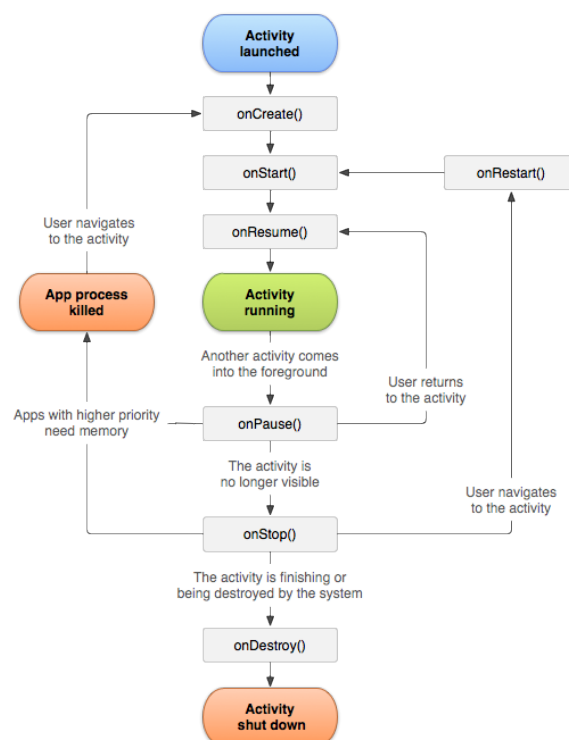 Activity
launched
onCreate()
onStart()
onRestart()
User navigates
to the activity
onResume()
App process
killed
Activity
running
Another activity comes
into the foreground
User returns
to the activity
Apps with higher priority
need memory
onPause()
The activity is
no longer visible
User navigates
to the activity
onStop()
The activity is finishing or
being destroyed by the system
onDestroy()
Activity
shut down